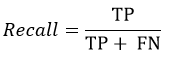 Recall = TP / (TP + FN)